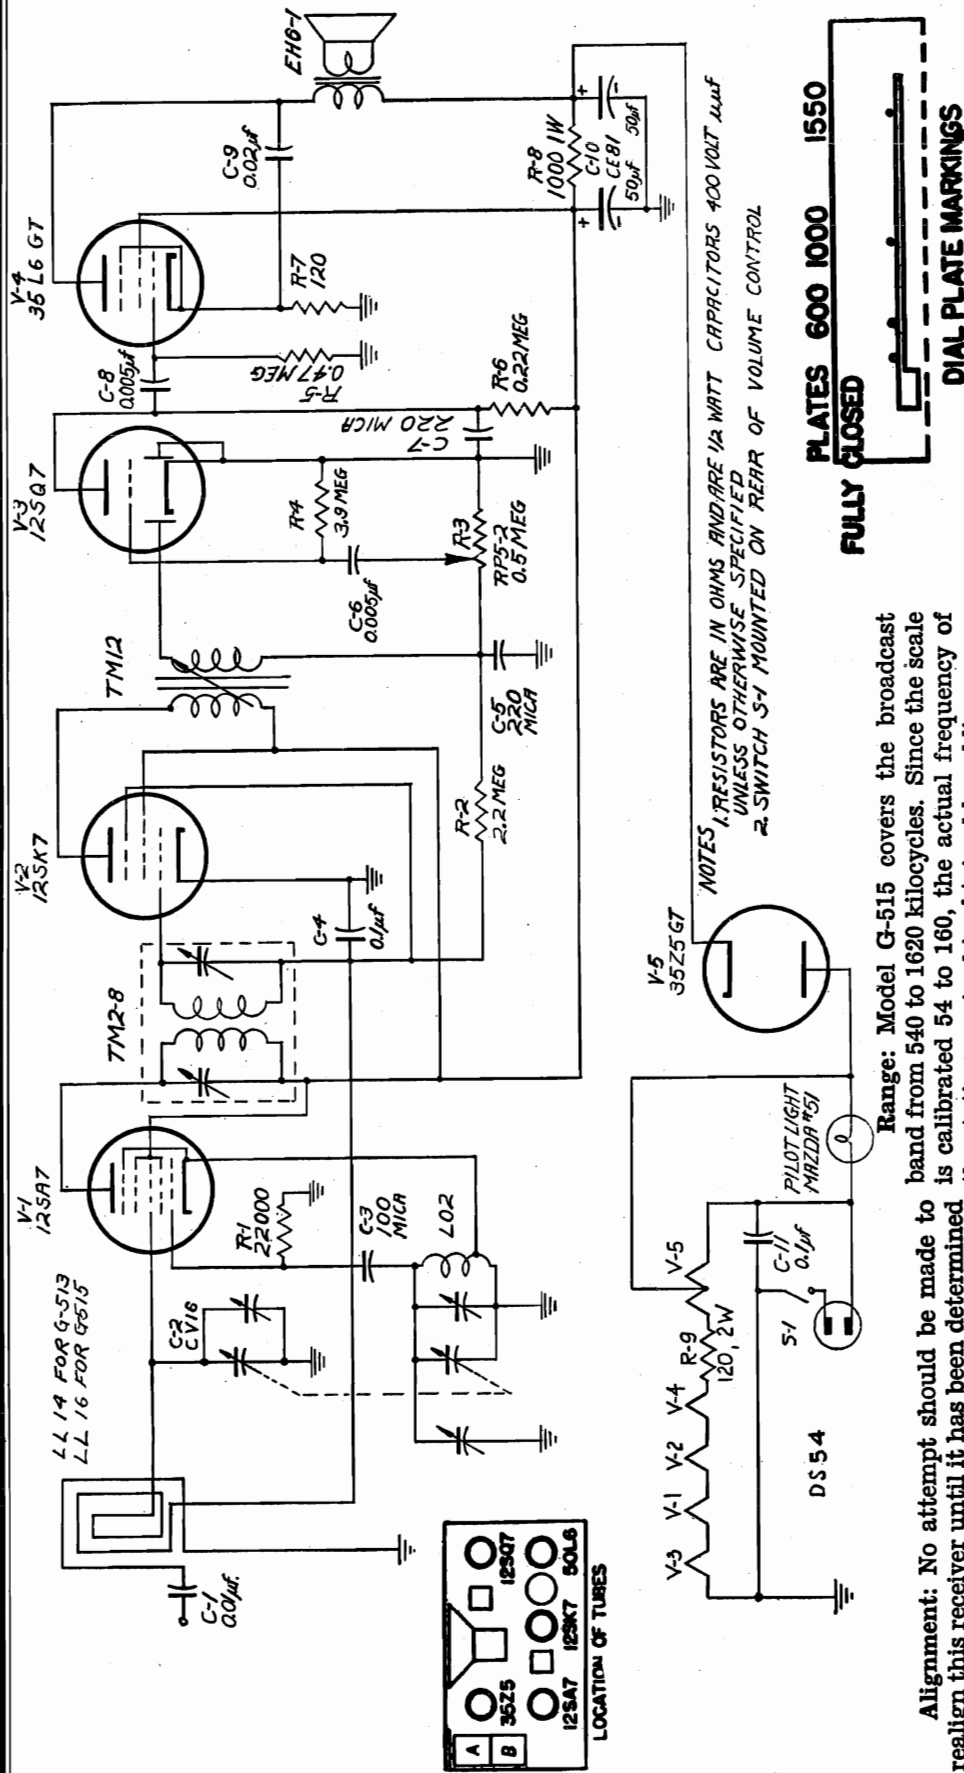 V-1
12SA7
V-2
12SK7
V-3
12SQ7
V-4
35 L6 GT
EH6-1
LL 14 FOR G-513
LL 16 FOR G-515
TM2-8
TM12
C-8
0.005µf
C-9
0.02µf
C-1
0.01µf.
C-2
CV16
R-1
22000
C-3
100
MICA
LO2
C-4
0.1µf
R-2
2.2 MEG
C-5
220
MICA
C-6
0.005µf
R-4
3.9 MEG
R-3
RP5-2
0.5 MEG
C-7
220 MICA
R-5
0.47 MEG
R-6
0.22 MEG
R-7
120
R-8
1000 1W
C-10
CE81
+
-
50µf
+
-
50µf
NOTES
1. RESISTORS ARE IN OHMS AND ARE 1/2 WATT CAPACITORS 400 VOLT µµf
UNLESS OTHERWISE SPECIFIED
2. SWITCH S-1 MOUNTED ON REAR OF VOLUME CONTROL
V-5
35Z5 GT
PILOT LIGHT
MAZDA #51
V-3
V-1
V-2
V-4
R-9
120, 2W
V-5
C-11
0.1µf
S-1
DS54
A
B
35Z5
12SQ7
12SA7
12SK7
50L6
LOCATION OF TUBES
PLATES 600 1000 1550
FULLY CLOSED
DIAL PLATE MARKINGS
Alignment: No attempt should be made to
realign this receiver until it has been determined
Range: Model G-515 covers the broadcast
band from 540 to 1620 kilocycles. Since the scale
is calibrated 54 to 160, the actual frequency of